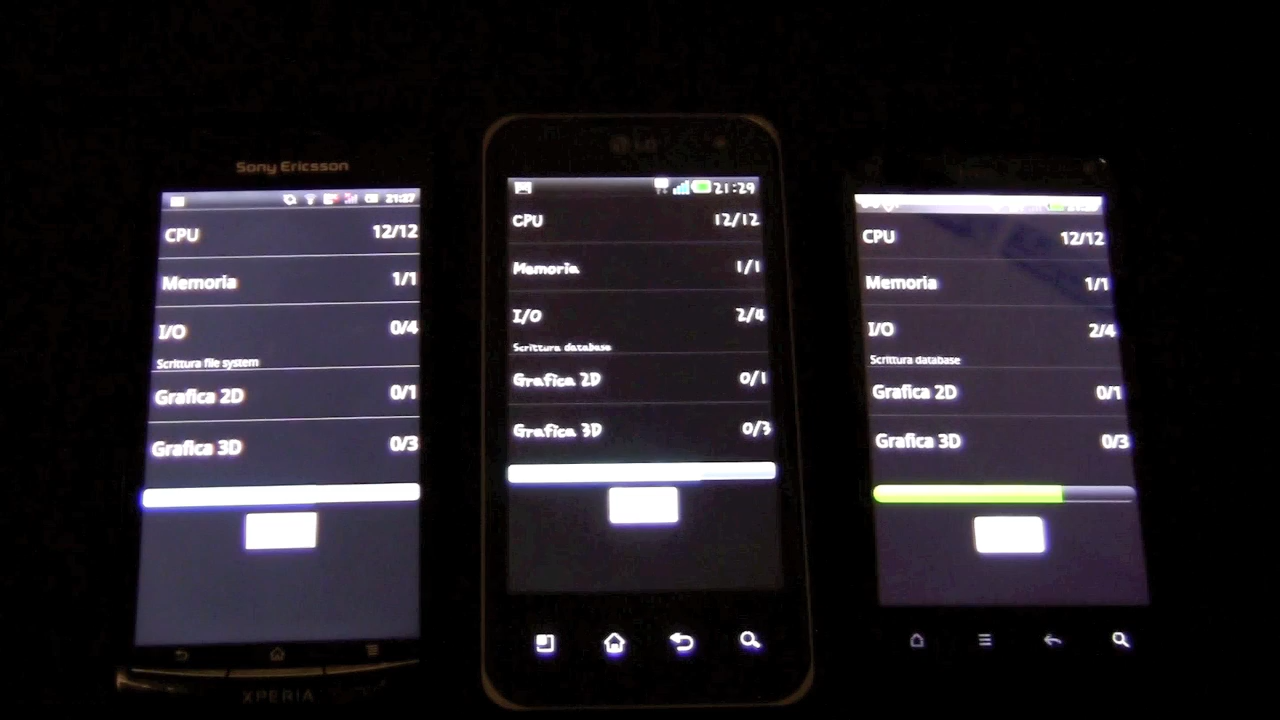 Sony Ericsson
21:27
CPU 12/12
Memoria 1/1
I/O 0/4
Scrittura file system
Grafica 2D 0/1
Grafica 3D 0/3
XPERIA
LG
21:29
CPU 12/12
Memoria 1/1
I/O 2/4
Scrittura database
Grafica 2D 0/1
Grafica 3D 0/3
CPU 12/12
Memoria 1/1
I/O 2/4
Scrittura database
Grafica 2D 0/1
Grafica 3D 0/3